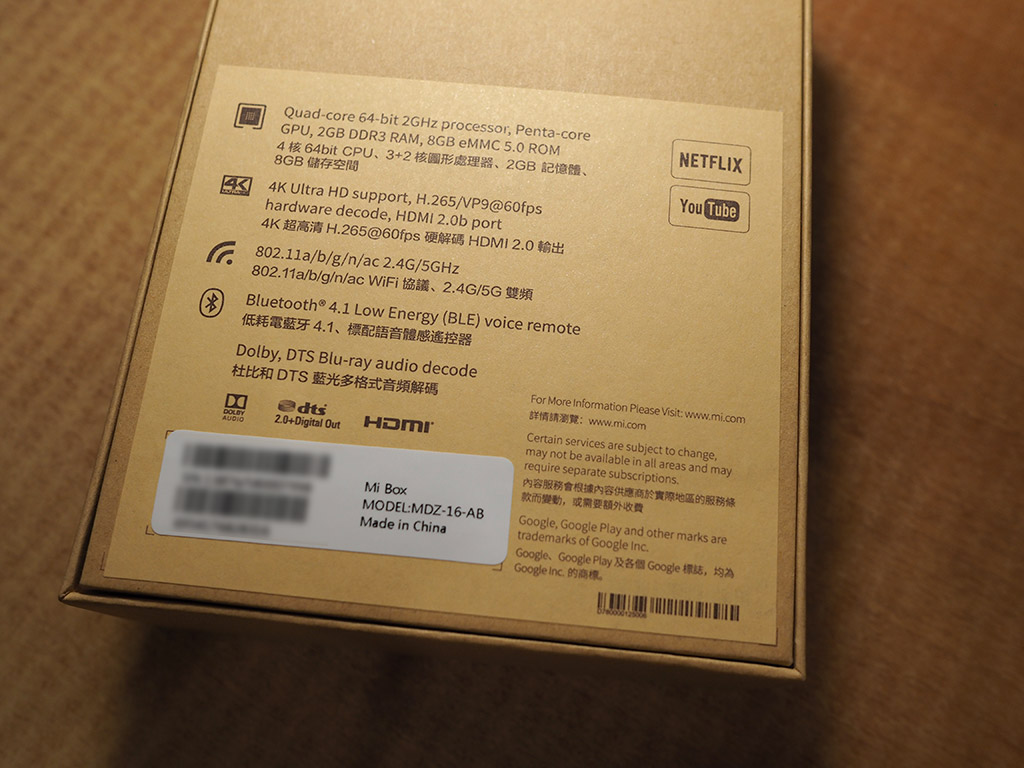 Quad-core 64-bit 2GHz processor, Penta-core
GPU, 2GB DDR3 RAM, 8GB eMMC 5.0 ROM
4 核 64bit CPU、3+2 核圖形處理器、2GB 記憶體、
8GB 儲存空間
NETFLIX
4K
4K Ultra HD support, H.265/VP9@60fps
hardware decode, HDMI 2.0b port
4K 超高清 H.265@60fps 硬解碼 HDMI 2.0 輸出
YouTube
802.11a/b/g/n/ac 2.4G/5GHz
802.11a/b/g/n/ac WiFi 協議、2.4G/5G 雙頻
Bluetooth® 4.1 Low Energy (BLE) voice remote
低耗電藍牙 4.1、標配語音體感遙控器
Dolby, DTS Blu-ray audio decode
杜比和 DTS 藍光多格式音頻解碼
DOLBY
AUDIO
dts
2.0+Digital Out
HDMI
Mi Box
MODEL:MDZ-16-AB
Made in China
For More Information Please Visit: www.mi.com
詳情請瀏覽：www.mi.com
Certain services are subject to change,
may not be available in all areas and may
require separate subscriptions.
內容服務會根據內容供應商於實際地區的服務條
款而變動，或需要額外收費
Google, Google Play and other marks are
trademarks of Google Inc.
Google、Google Play 及各個 Google 標誌，均為
Google Inc. 的商標。